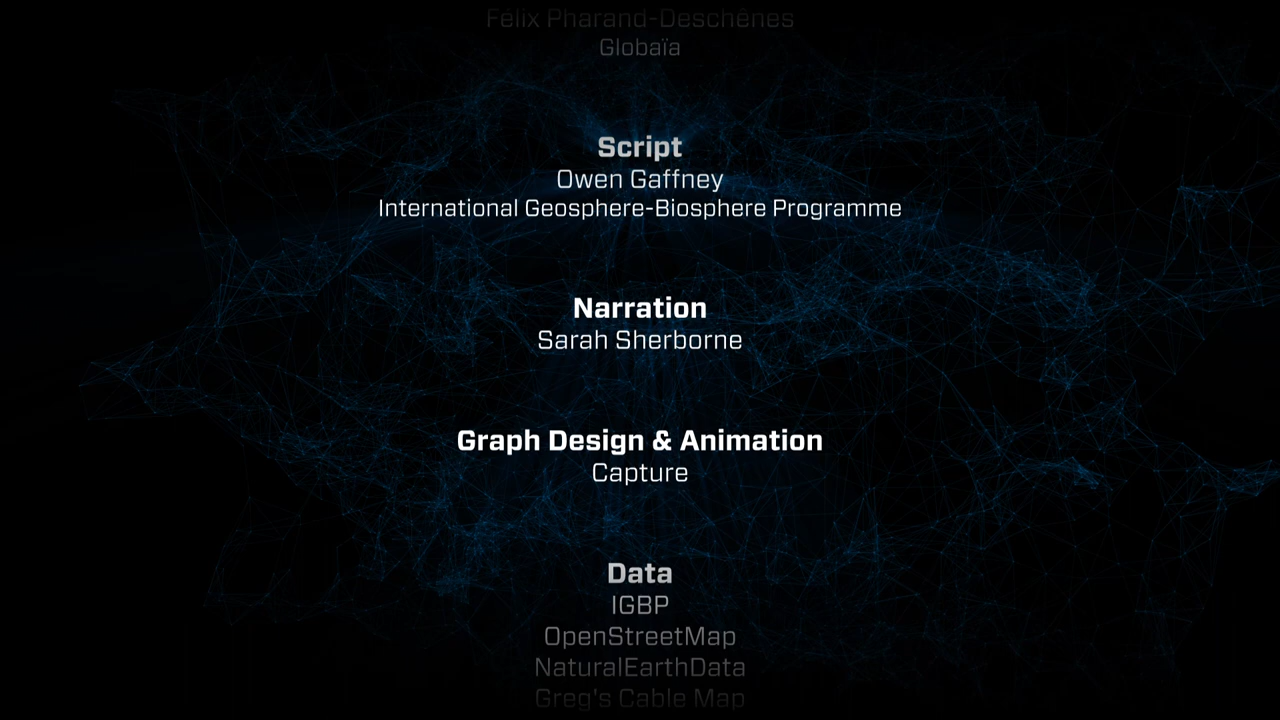 Félix Pharand-Deschênes
Globaïa
Script
Owen Gaffney
International Geosphere-Biosphere Programme
Narration
Sarah Sherborne
Graph Design & Animation
Capture
Data
IGBP
OpenStreetMap
NaturalEarthData
Greg's Cable Map